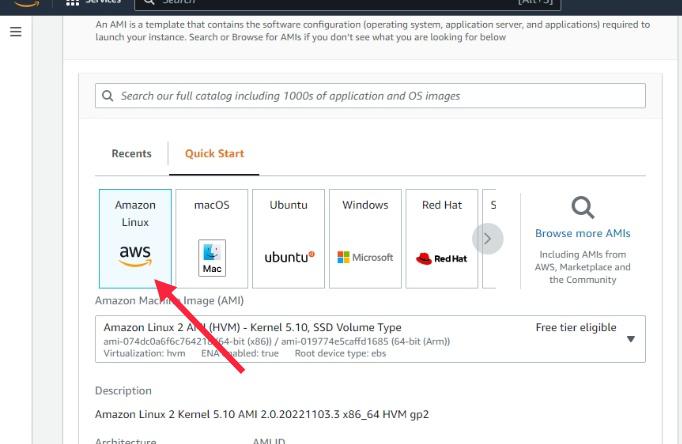 Services
Search
[Alt+S]
An AMI is a template that contains the software configuration (operating system, application server, and applications) required to
launch your instance. Search or Browse for AMIs if you don't see what you are looking for below
Search our full catalog including 1000s of application and OS images
Recents
Quick Start
Amazon
Linux
aws
macOS
Mac
Ubuntu
ubuntu
Windows
Microsoft
Red Hat
Red Hat
S
Browse more AMIs
Including AMIs from
AWS, Marketplace and
the Community
Amazon Machine Image (AMI)
Amazon Linux 2 AMI (HVM) - Kernel 5.10, SSD Volume Type
Free tier eligible
(64-bit (x86)) / ami-019774e5caffd1685 (64-bit (Arm))
Virtualization: hvm ENA enabled: true Root device type: ebs
Description
Amazon Linux 2 Kernel 5.10 AMI 2.0.20221103.3 x86_64 HVM gp2
Architecture
AMI ID